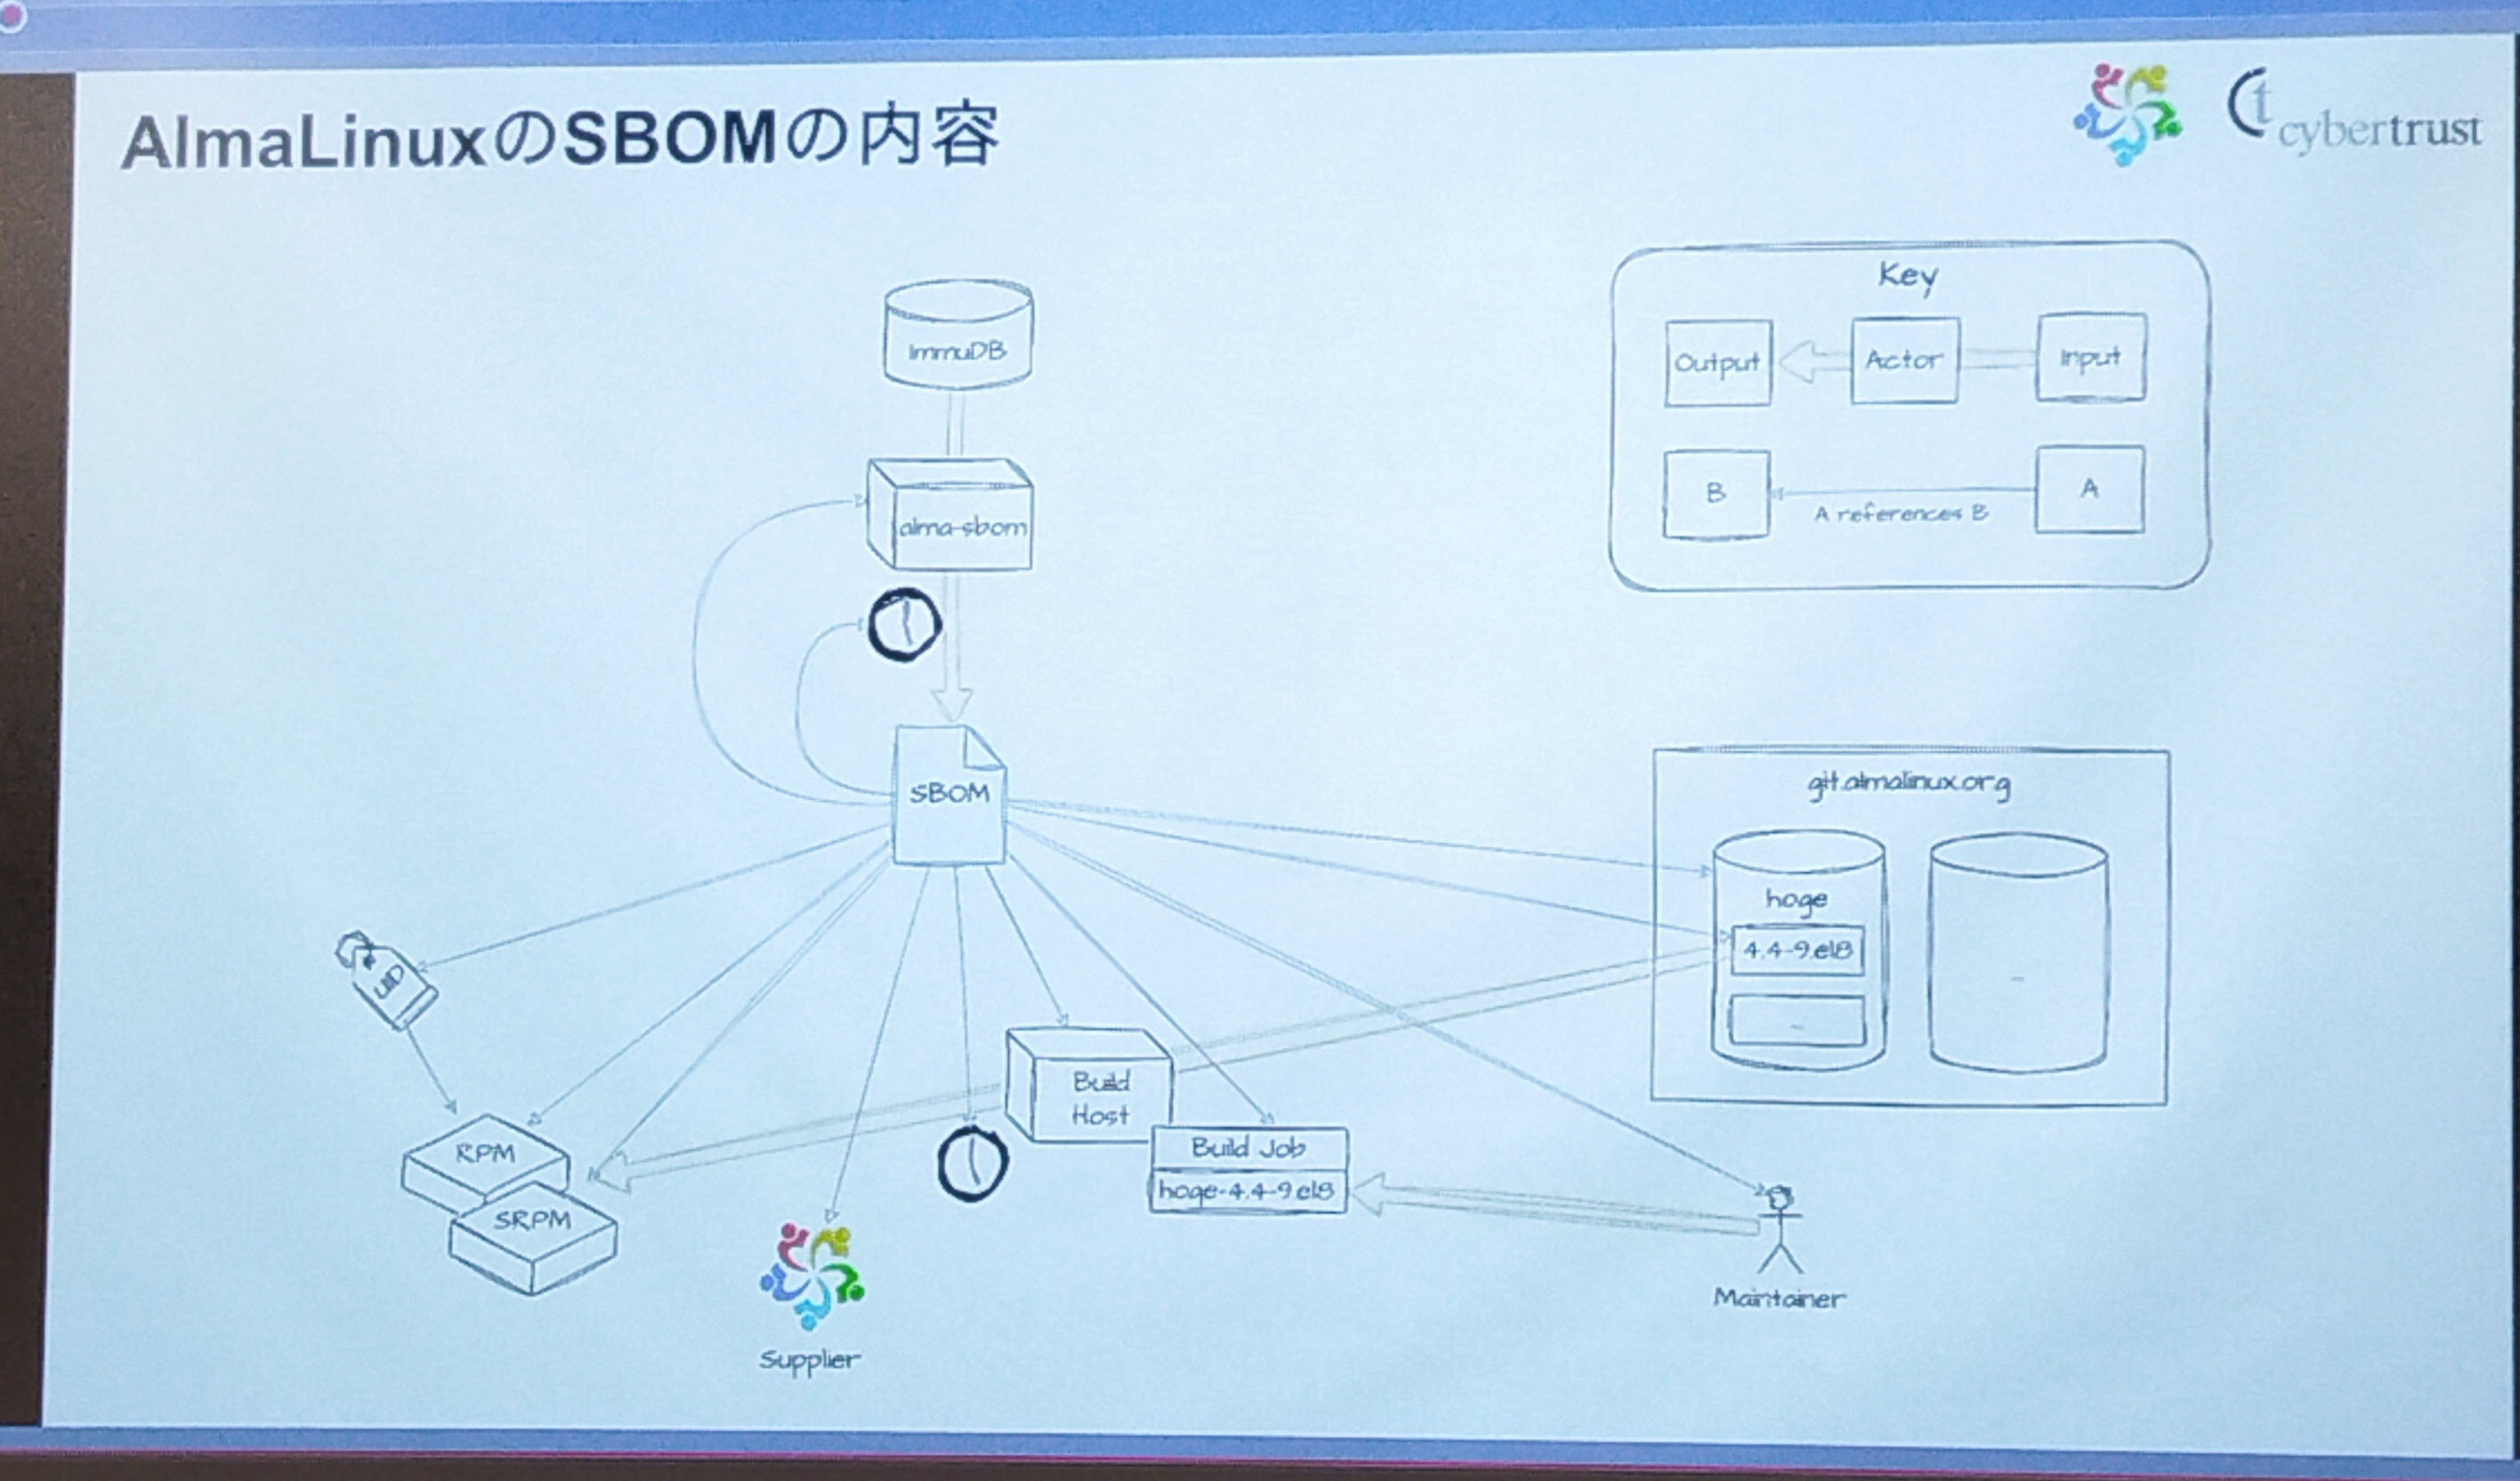 AlmaLinuxのSBOMの内容
cybertrust
Key
Output
Actor
Input
B
A references B
A
ImmuDB
alma-sbom
SBOM
git.almalinux.org
hoge
4.4-9.el8
UID
RPM
SRPM
Build
Host
Build Job
hoge-4.4-9.el8
Supplier
Maintainer